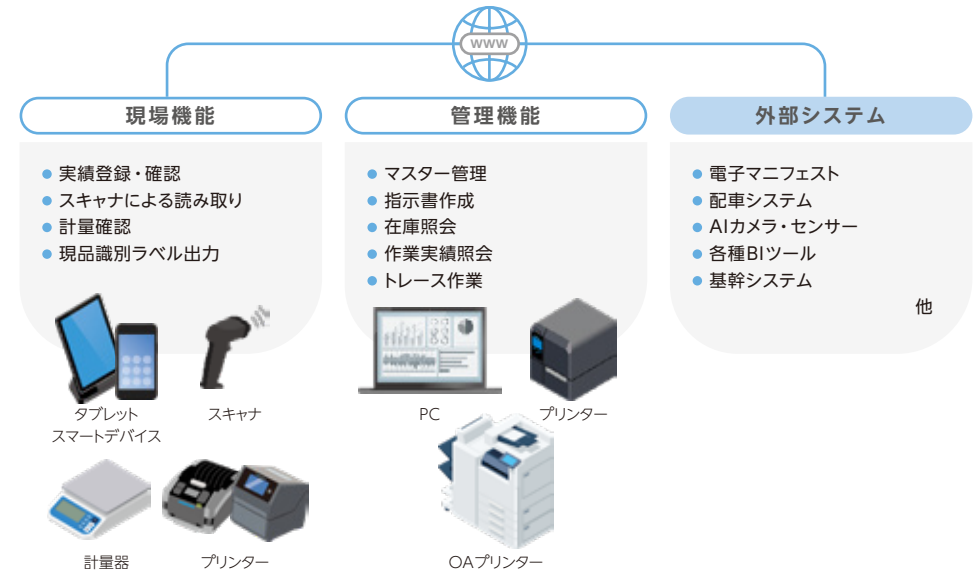 WWW
現場機能
実績登録・確認
スキャナによる読み取り
計量確認
現品識別ラベル出力
タブレット
スマートデバイス
スキャナ
計量器
プリンター
管理機能
マスター管理
指示書作成
在庫照会
作業実績照会
トレース作業
PC
プリンター
OAプリンター
外部システム
電子マニフェスト
配車システム
AIカメラ・センサー
各種BIツール
基幹システム
他